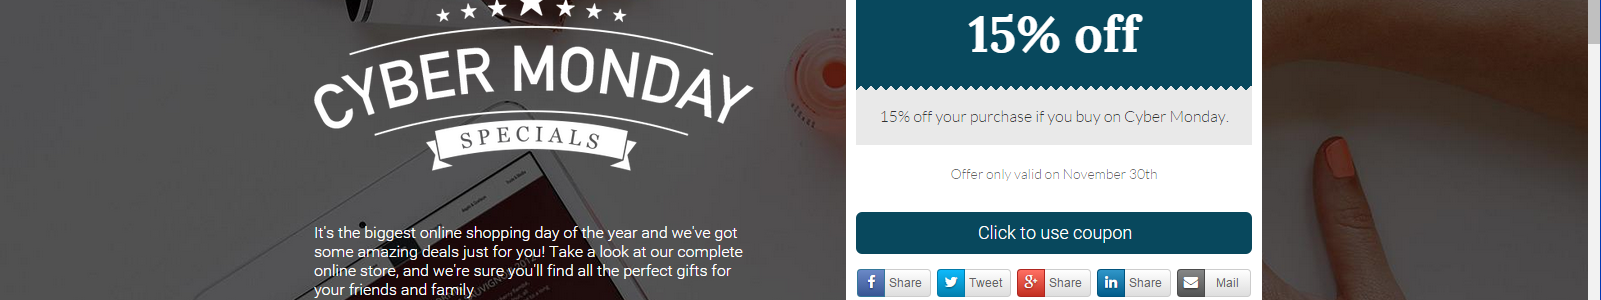 CYBER MONDAY
SPECIALS
It's the biggest online shopping day of the year and we've got
some amazing deals just for you! Take a look at our complete
online store, and we're sure you'll find all the perfect gifts for
your friends and family
15% off
15% off your purchase if you buy on Cyber Monday.
Offer only valid on November 30th
Click to use coupon
Share
Tweet
Share
Share
Mail